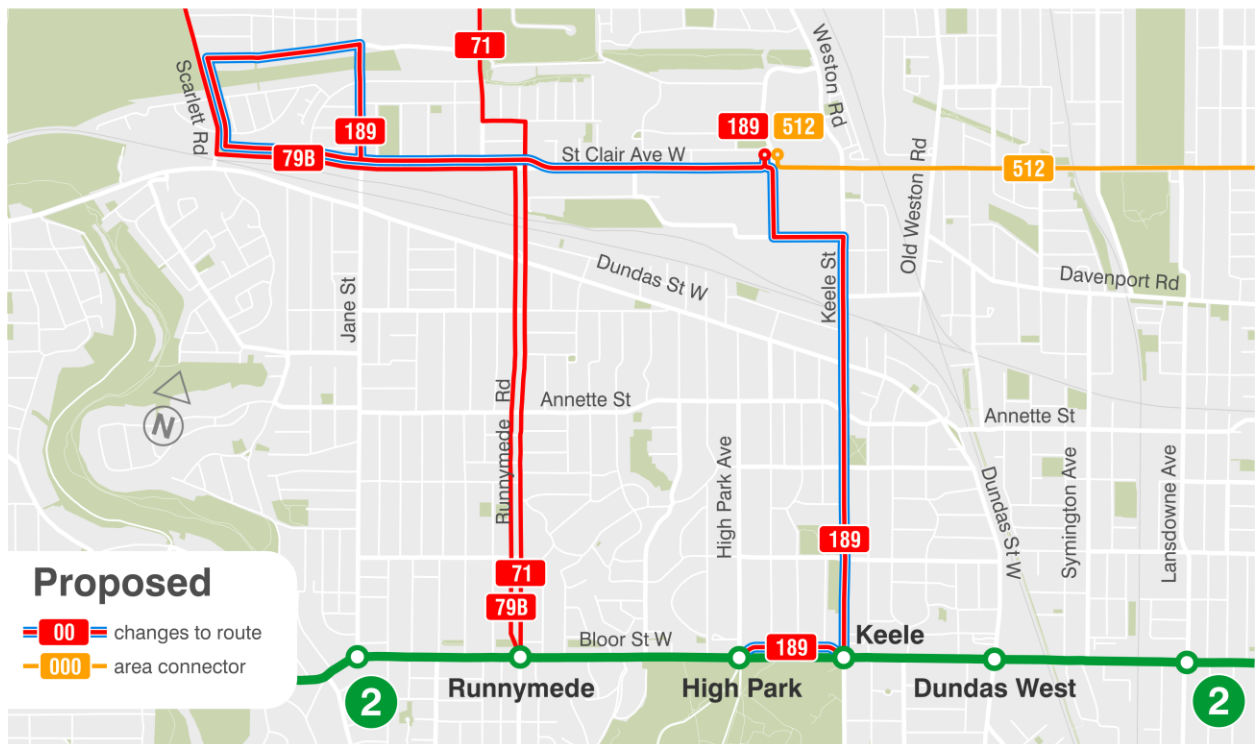 71
Weston Rd
Scarlett Rd
189
189
512
79B
St Clair Ave W
512
Old Weston Rd
Dundas St W
Keele St
Davenport Rd
Jane St
N
Runnymede Rd
Annette St
Annette St
High Park Ave
Dundas St W
Symington Ave
Lansdowne Ave
189
71
79B
Proposed
00 changes to route
000 area connector
Bloor St W
189
Keele
Runnymede
High Park
Dundas West
2
2